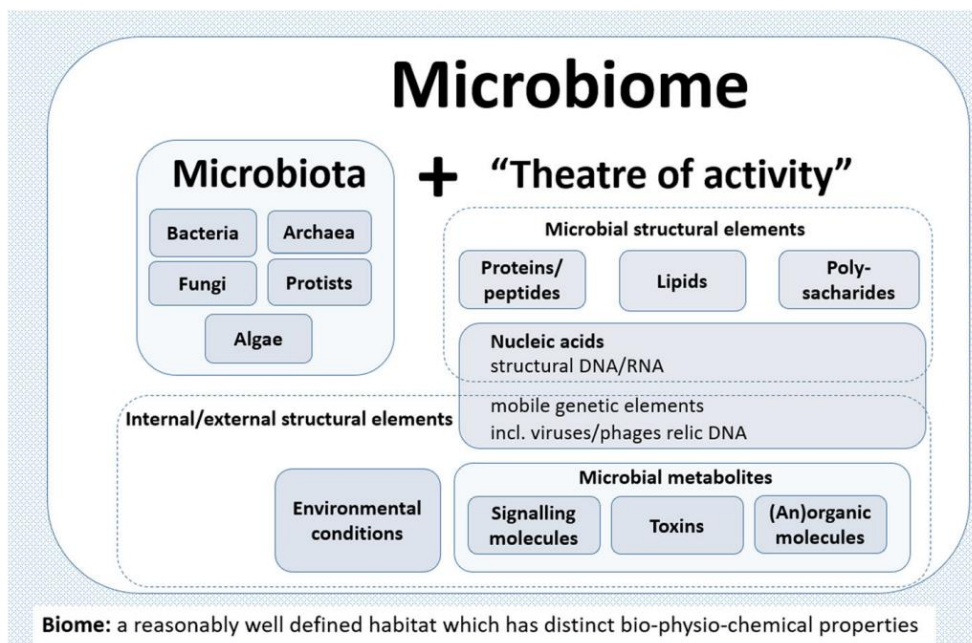 Microbiome
Microbiota
+
“Theatre of activity”
Bacteria
Archaea
Fungi
Protists
Algae
Microbial structural elements
Proteins/
peptides
Lipids
Poly-
sacharides
Nucleic acids
structural DNA/RNA
mobile genetic elements
incl. viruses/phages relic DNA
Internal/external structural elements
Environmental
conditions
Microbial metabolites
Signalling
molecules
Toxins
(An)organic
molecules
Biome: a reasonably well defined habitat which has distinct bio-physio-chemical properties